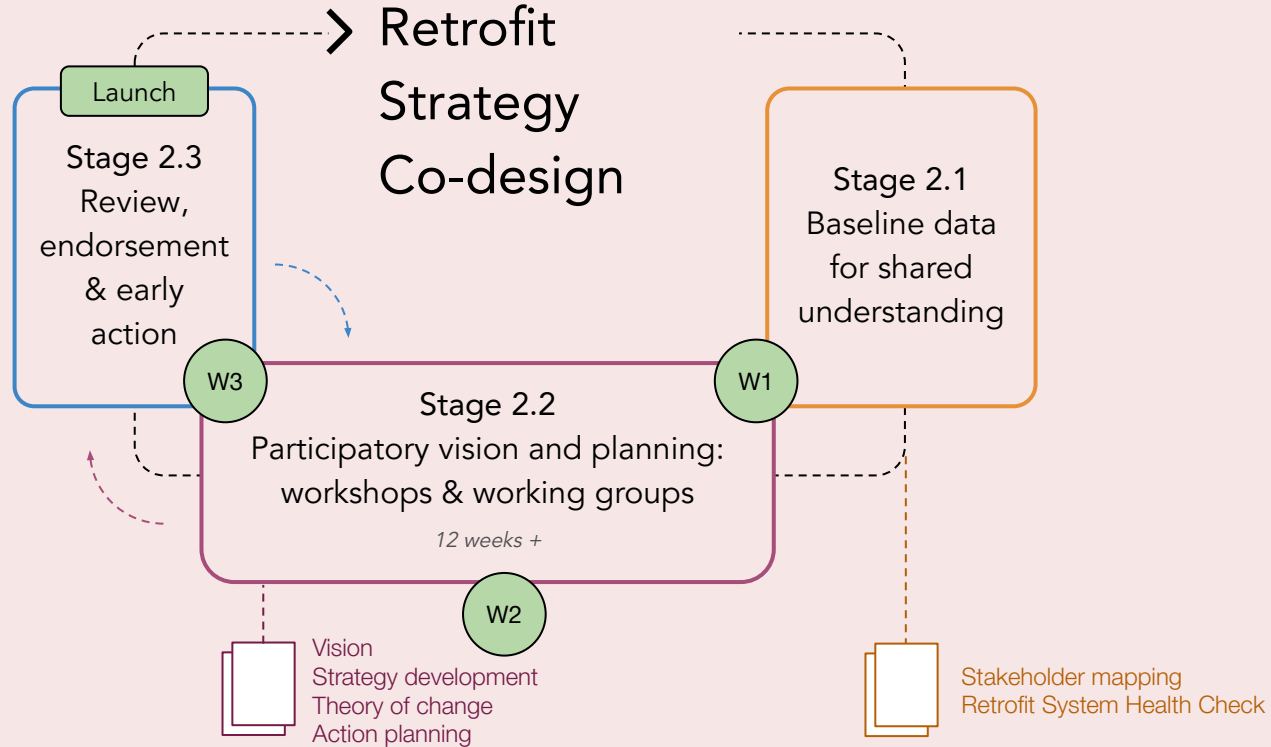 Retrofit
Strategy
Co-design
Launch
Stage 2.3
Review,
endorsement
& early
action
Stage 2.1
Baseline data
for shared
understanding
W3
W1
Stage 2.2
Participatory vision and planning:
workshops & working groups
12 weeks +
W2
Vision
Strategy development
Theory of change
Action planning
Stakeholder mapping
Retrofit System Health Check